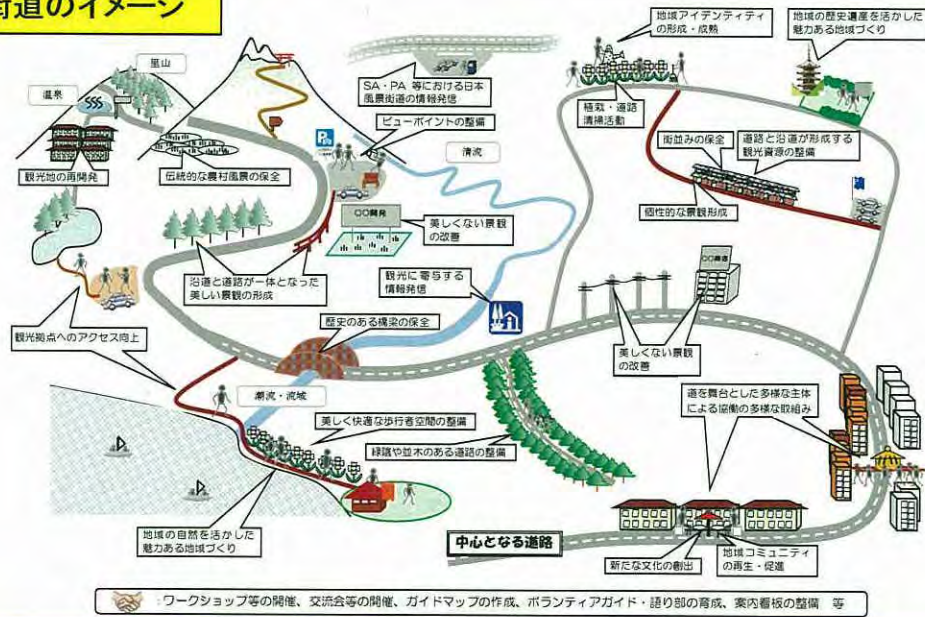 街道のイメージ
地域アイデンティティ
の形成・成熟
地域の歴史遺産を活かした
魅力ある地域づくり
里山
温泉
SA・PA 等における日本
風景街道の情報発信
植栽・道路
清掃活動
ビューポイントの整備
清流
街並みの保全
道路と沿道が形成する
観光資源の整備
観光地の再開発
伝統的な農村風景の保全
個性的な景観形成
〇〇開発
美しくない景観
の改善
沿道と道路が一体となった
美しい景観の形成
観光に寄与する
情報発信
観光拠点へのアクセス向上
歴史のある橋梁の保全
美しくない景観
の改善
潮流・流域
道を舞台とした多様な主体
による協働の多様な取組み
美しく快適な歩行者空間の整備
緑陰や並木のある道路の整備
地域の自然を活かした
魅力ある地域づくり
中心となる道路
新たな文化の創出
地域コミュニティ
の再生・促進
:ワークショップ等の開催、交流会等の開催、ガイドマップの作成、ボランティアガイド・語り部の育成、案内看板の整備 等